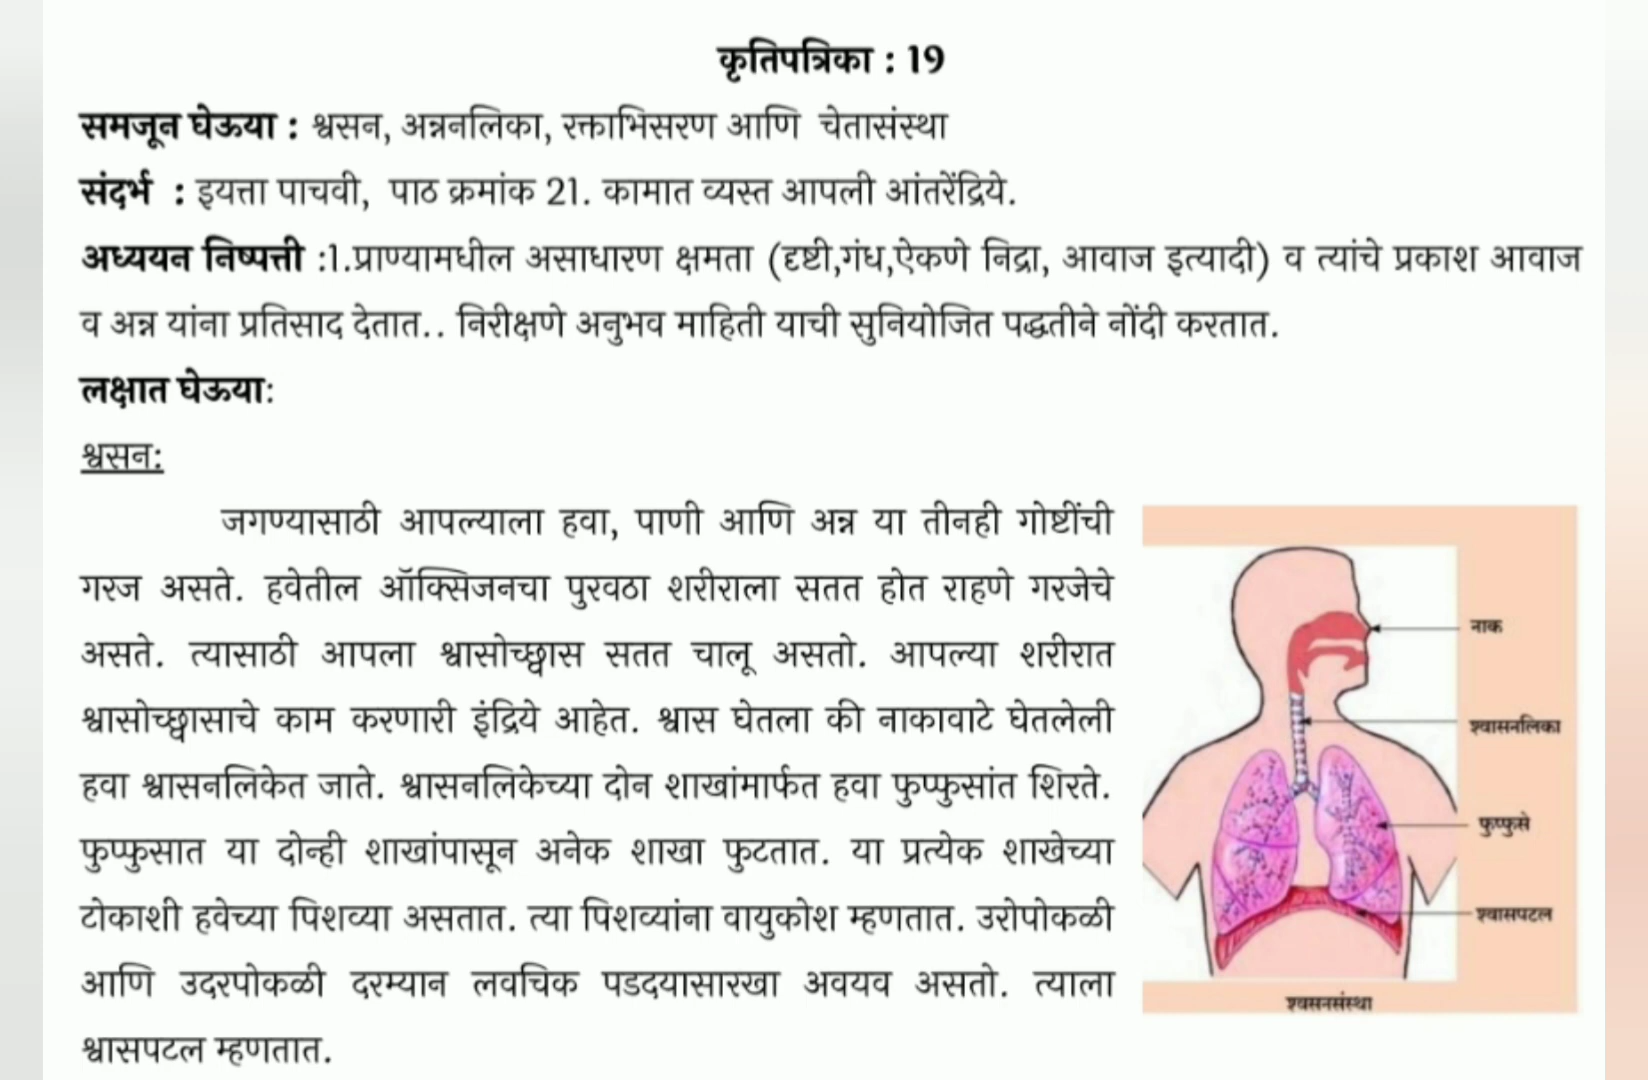 कृतिपत्रिका : 19
समजून घेऊया : श्वसन, अन्ननलिका, रक्ताभिसरण आणि चेतासंस्था
संदर्भ : इयत्ता पाचवी, पाठ क्रमांक 21. कामात व्यस्त आपली आंतरेंद्रिये.
अध्ययन निष्पत्ती :1.प्राण्यामधील असाधारण क्षमता (दृष्टी,गंध,ऐकणे निद्रा, आवाज इत्यादी) व त्यांचे प्रकाश आवाज
व अन्न यांना प्रतिसाद देतात.. निरीक्षणे अनुभव माहिती याची सुनियोजित पद्धतीने नोंदी करतात.
लक्षात घेऊया:
श्वसन:
जगण्यासाठी आपल्याला हवा, पाणी आणि अन्न या तीनही गोष्टींची
गरज असते. हवेतील ऑक्सिजनचा पुरवठा शरीराला सतत होत राहणे गरजेचे
असते. त्यासाठी आपला श्वासोच्छ्वास सतत चालू असतो. आपल्या शरीरात
श्वासोच्छ्वासाचे काम करणारी इंद्रिये आहेत. श्वास घेतला की नाकावाटे घेतलेली
हवा श्वासनलिकेत जाते. श्वासनलिकेच्या दोन शाखांमार्फत हवा फुप्फुसांत शिरते.
फुप्फुसात या दोन्ही शाखांपासून अनेक शाखा फुटतात. या प्रत्येक शाखेच्या
टोकाशी हवेच्या पिशव्या असतात. त्या पिशव्यांना वायुकोश म्हणतात. उरोपोकळी
आणि उदरपोकळी दरम्यान लवचिक पडदयासारखा अवयव असतो. त्याला
श्वासपटल म्हणतात.
नाक
श्वासनलिका
फुप्फुसे
श्वासपटल
श्वसनसंस्था